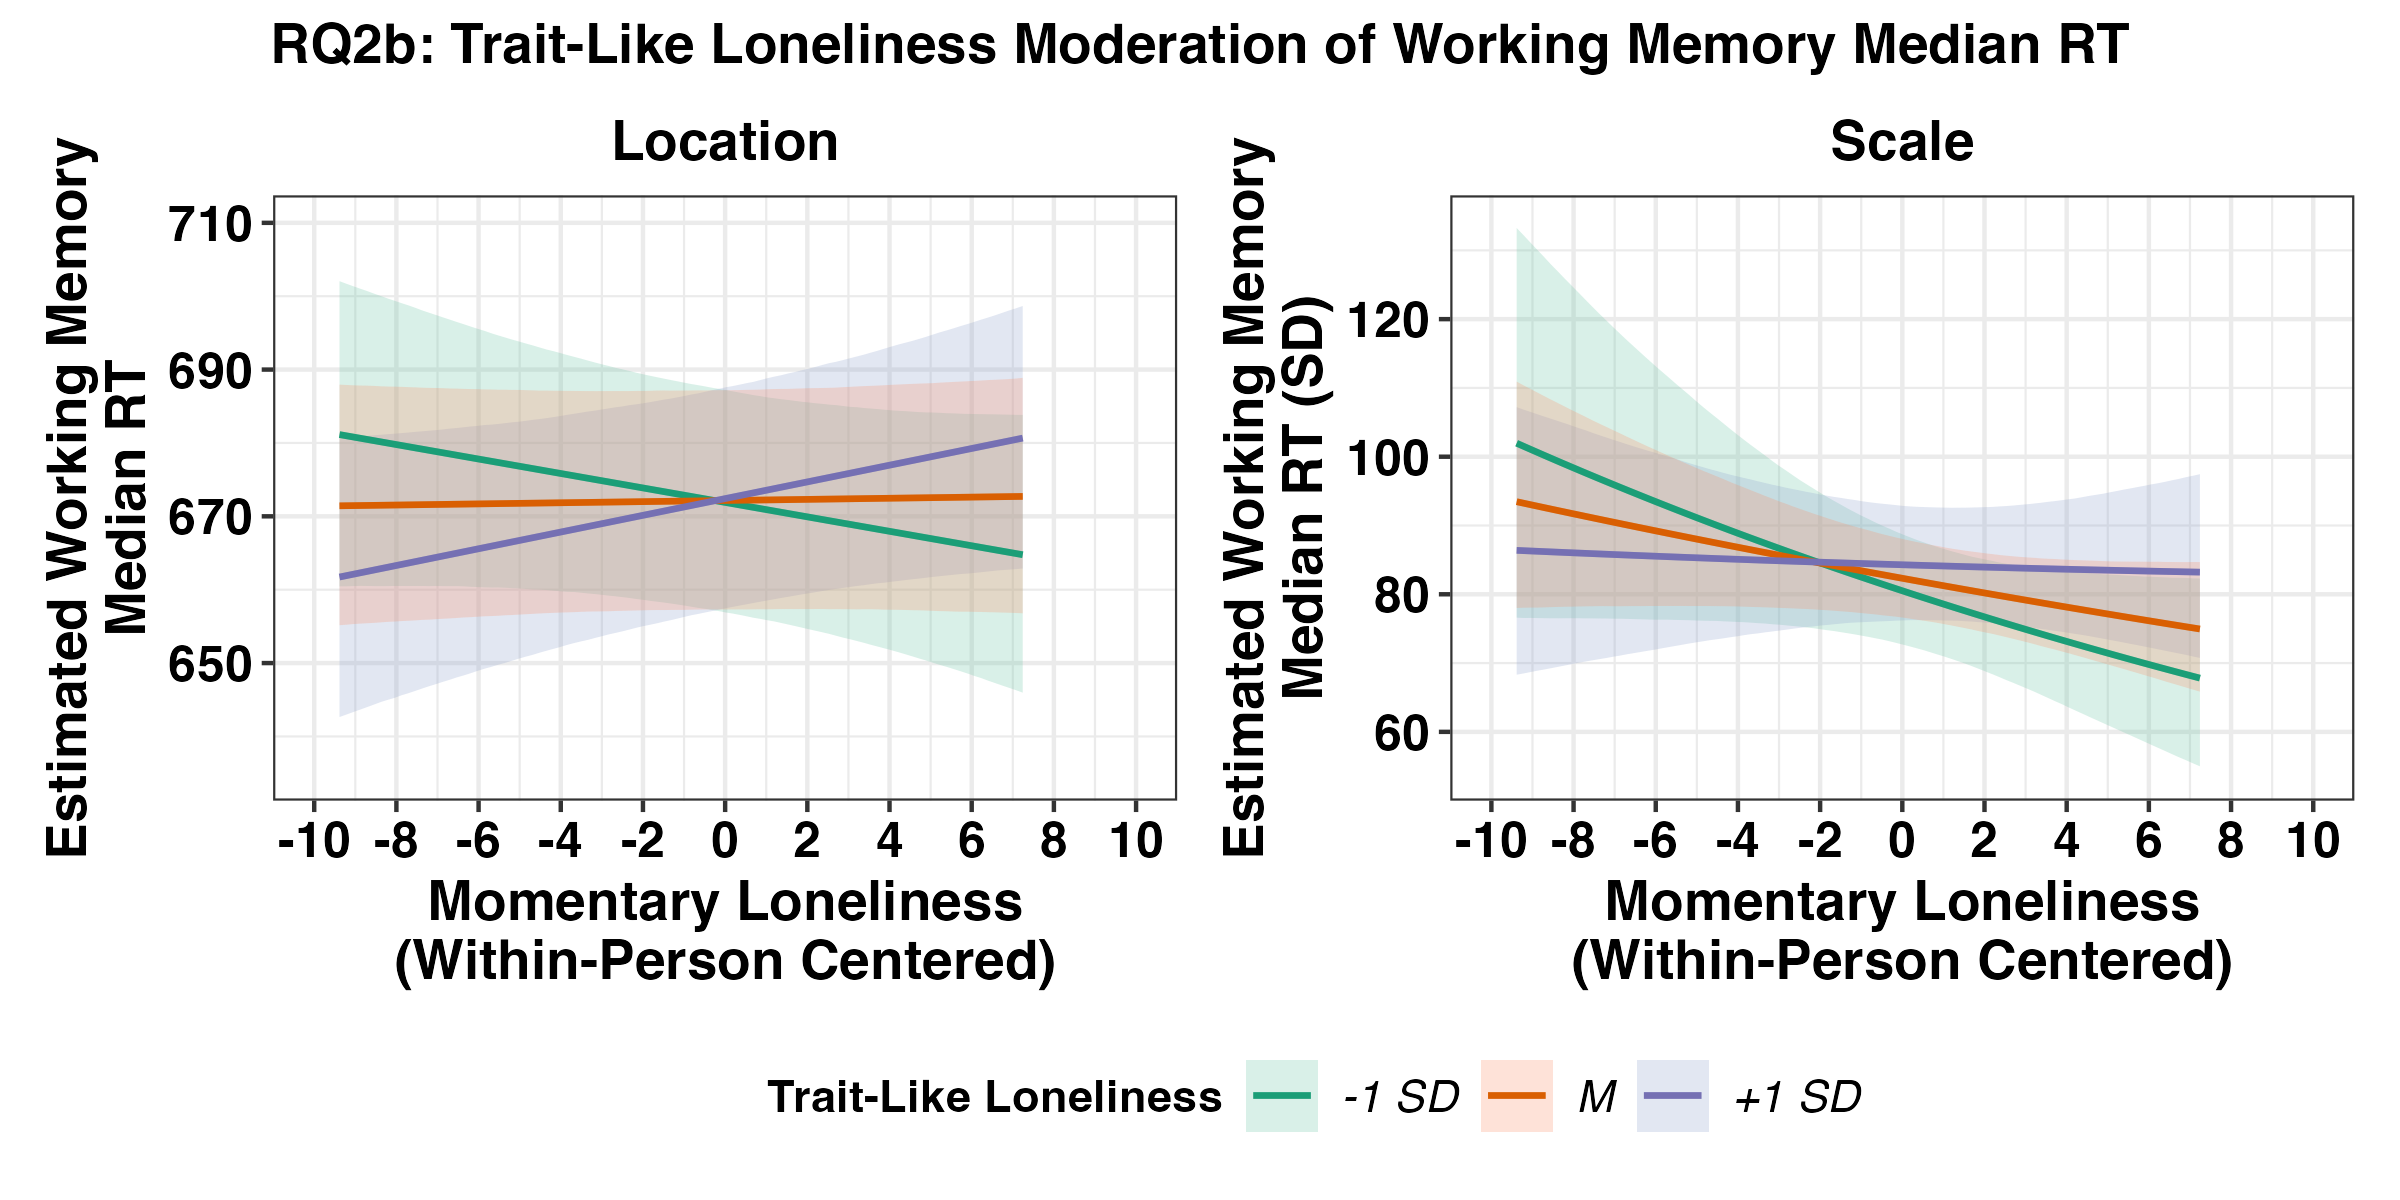 RQ2b: Trait-Like Loneliness Moderation of Working Memory Median RT
Location
Estimated Working Memory
Median RT
710
690
670
650
-10 -8 -6 -4 -2 0 2 4 6 8 10
Momentary Loneliness
(Within-Person Centered)
Scale
Estimated Working Memory
Median RT (SD)
120
100
80
60
-10 -8 -6 -4 -2 0 2 4 6 8 10
Momentary Loneliness
(Within-Person Centered)
Trait-Like Loneliness -1 SD M +1 SD